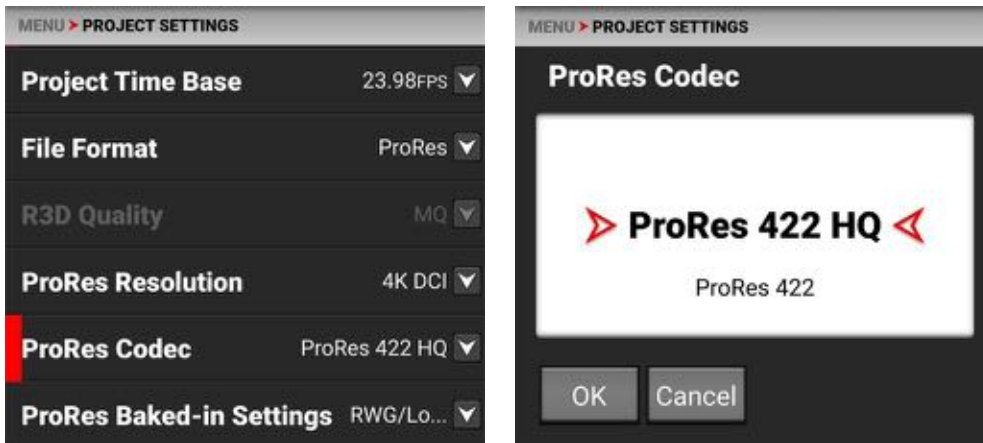 MENU > PROJECT SETTINGS
Project Time Base 23.98FPS
File Format ProRes
R3D Quality MQ
ProRes Resolution 4K DCI
ProRes Codec ProRes 422 HQ
ProRes Baked-in Settings RWG/Lo...
MENU > PROJECT SETTINGS
ProRes Codec
ProRes 422 HQ
ProRes 422
OK Cancel